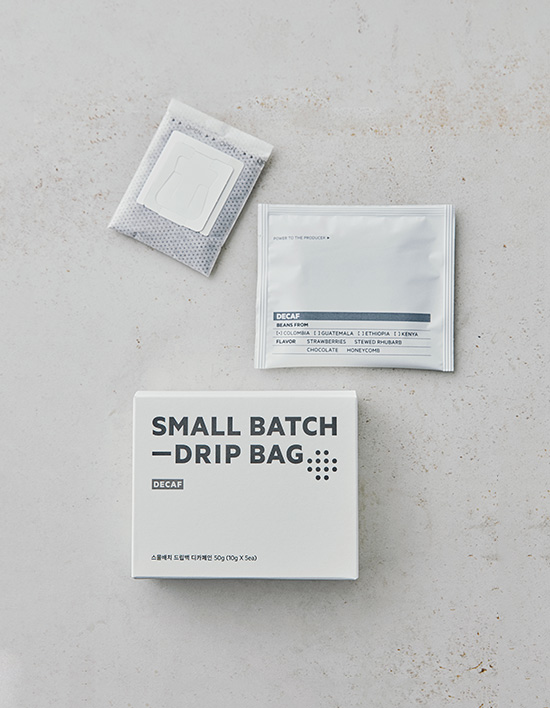 POWER TO THE PRODUCER
DECAF
BEANS FROM
[×] COLOMBIA [ ] GUATEMALA [ ] ETHIOPIA [ ] KENYA
FLAVOR STRAWBERRIES STEWED RHUBARB
CHOCOLATE HONEYCOMB
SMALL BATCH
—DRIP BAG
DECAF
스몰배치 드립백 디카페인 50g (10g X 5ea)